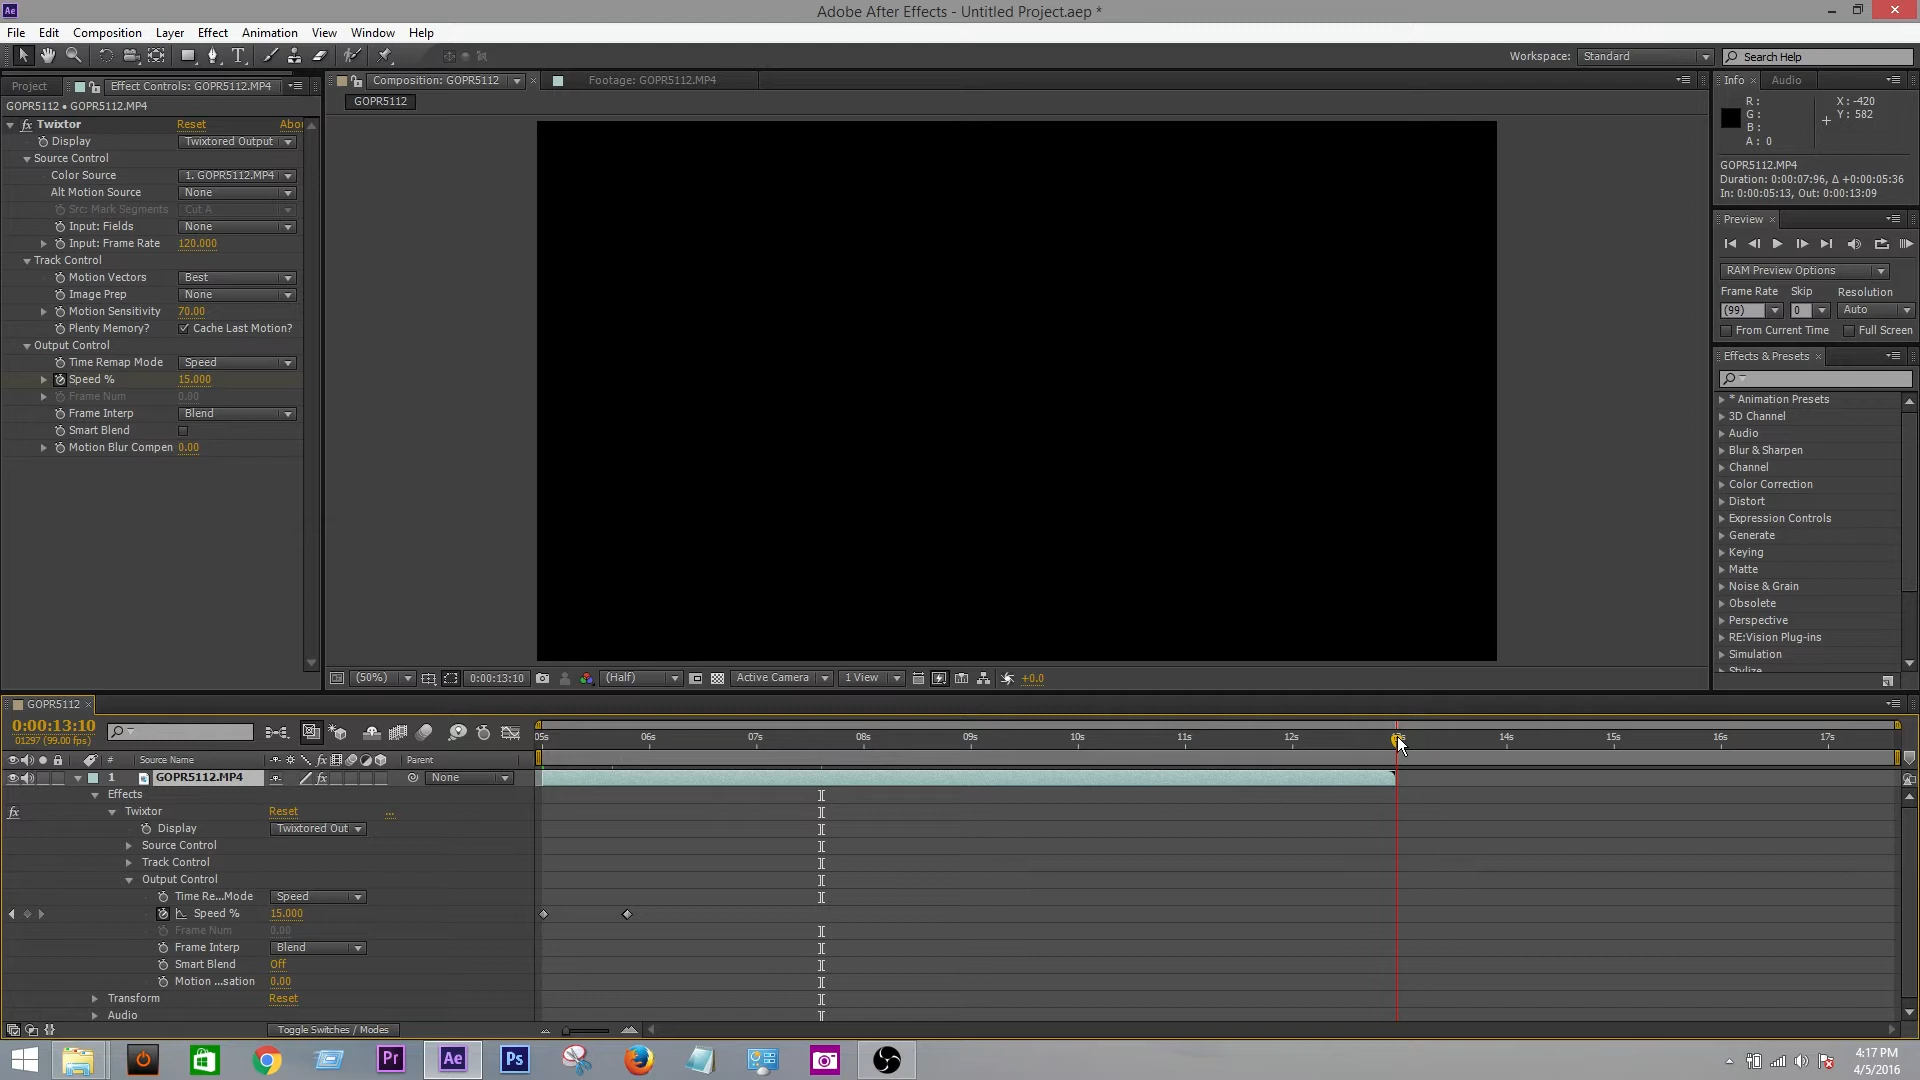 Adobe After Effects - Untitled Project.aep *
File Edit Composition Layer Effect Animation View Window Help
Workspace: Standard Search Help
Project Effect Controls: GOPR5112.MP4 Composition: GOPR5112 Footage: GOPR5112.MP4 Info Audio
GOPR5112 • GOPR5112.MP4
GOPR5112
Twixtor Reset Abou
Display Twixtored Output
Source Control
Color Source 1. GOPR5112.MP4
Alt Motion Source None
Src: Mark Segments Cut A
Input: Fields None
Input: Frame Rate 120.000
Track Control
Motion Vectors Best
Image Prep None
Motion Sensitivity 70.00
Plenty Memory? Cache Last Motion?
Output Control
Time Remap Mode Speed
Speed % 15.000
Frame Num 0.00
Frame Interp Blend
Smart Blend
Motion Blur Compen 0.00
R: X: -420
G: Y: 582
B:
A: 0
GOPR5112.MP4
Duration: 0:00:07:96, Δ +0:00:05:36
In: 0:00:05:13, Out: 0:00:13:09
Preview
RAM Preview Options
Frame Rate Skip Resolution
(99) 0 Auto
From Current Time Full Screen
Effects & Presets
* Animation Presets
3D Channel
Audio
Blur & Sharpen
Channel
Color Correction
Distort
Expression Controls
Generate
Keying
Matte
Noise & Grain
Obsolete
Perspective
RE:Vision Plug-ins
Simulation
Stylize
(50%) 0:00:13:10 (Half) Active Camera 1 View +0.0
GOPR5112
0:00:13:10
01297 (99.00 fps)
05s 06s 07s 08s 09s 10s 11s 12s 14s 15s 16s 17s
# Source Name fx Parent
1 GOPR5112.MP4 fx None
Effects
fx Twixtor Reset ...
Display Twixtored Out
Source Control
Track Control
Output Control
Time Re...Mode Speed
Speed % 15.000
Frame Num 0.00
Frame Interp Blend
Smart Blend Off
Motion ...sation 0.00
Transform Reset
Audio
Toggle Switches / Modes
Pr Ae Ps
4:17 PM
4/5/2016